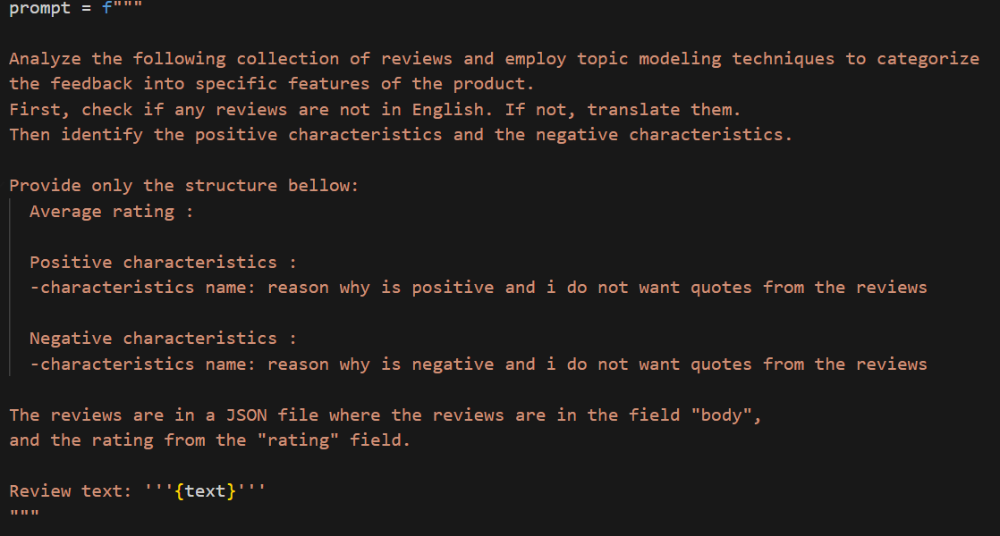 prompt = f"""
Analyze the following collection of reviews and employ topic modeling techniques to categorize
the feedback into specific features of the product.
First, check if any reviews are not in English. If not, translate them.
Then identify the positive characteristics and the negative characteristics.
Provide only the structure bellow:
Average rating :
Positive characteristics :
-characteristics name: reason why is positive and i do not want quotes from the reviews
Negative characteristics :
-characteristics name: reason why is negative and i do not want quotes from the reviews
The reviews are in a JSON file where the reviews are in the field "body",
and the rating from the "rating" field.
Review text: '''{text}'''
"""